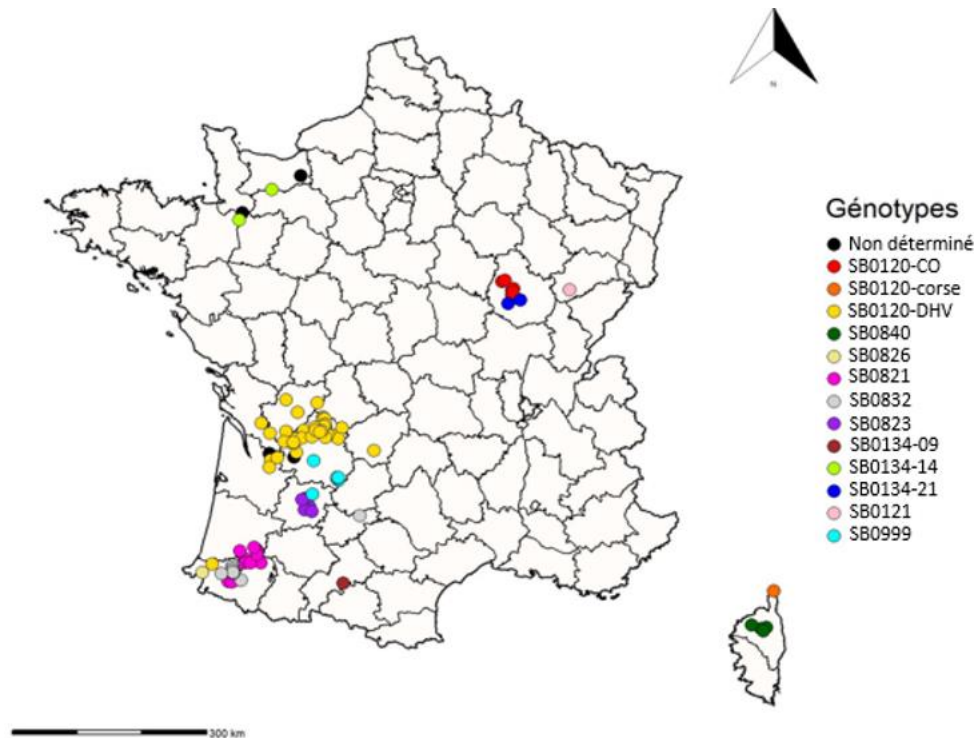 N
Génotypes
Non déterminé
SB0120-CO
SB0120-corse
SB0120-DHV
SB0840
SB0826
SB0821
SB0832
SB0823
SB0134-09
SB0134-14
SB0134-21
SB0121
SB0999
300 km